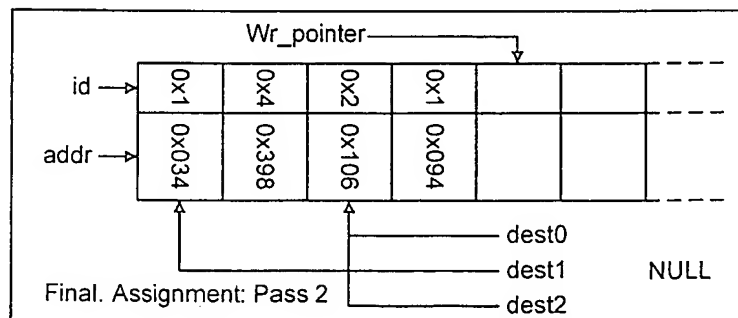 Wr_pointer
id 0x1 0x4 0x2 0x1
addr 0x034 0x398 0x106 0x094
dest0
dest1 NULL
Final. Assignment: Pass 2
dest2